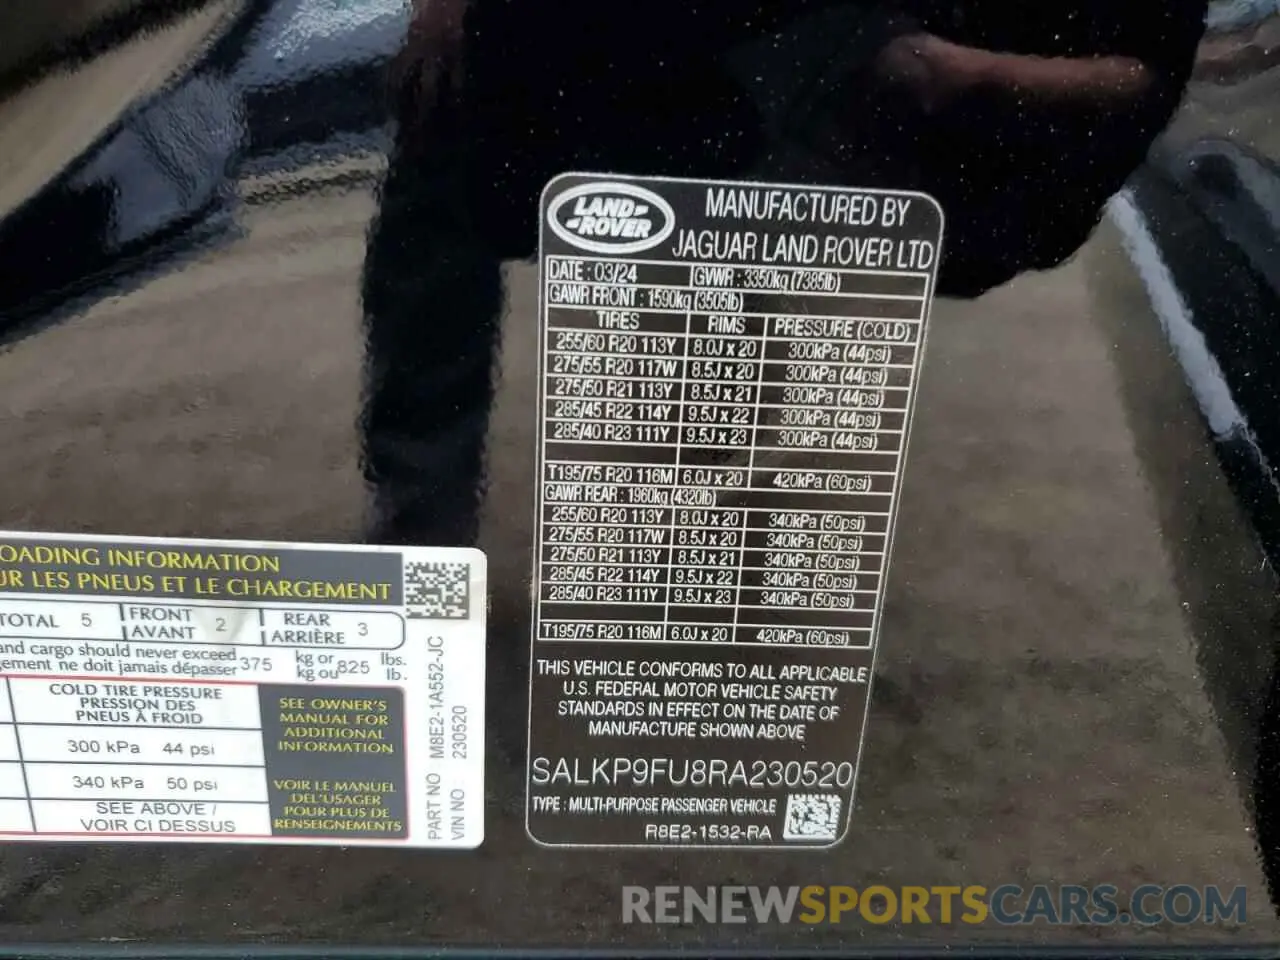 LAND-
-ROVER
MANUFACTURED BY
JAGUAR LAND ROVER LTD
DATE : 03/24 GVWR : 3350kg (7385lb)
GAWR FRONT : 1590kg (3505lb)
TIRES RIMS PRESSURE (COLD)
255/60 R20 113Y 8.0J x 20 300kPa (44psi)
275/55 R20 117W 8.5J x 20 300kPa (44psi)
275/50 R21 113Y 8.5J x 21 300kPa (44psi)
285/45 R22 114Y 9.5J x 22 300kPa (44psi)
285/40 R23 111Y 9.5J x 23 300kPa (44psi)
T195/75 R20 116M 6.0J x 20 420kPa (60psi)
GAWR REAR : 1960kg (4320lb)
255/60 R20 113Y 8.0J x 20 340kPa (50psi)
275/55 R20 117W 8.5J x 20 340kPa (50psi)
275/50 R21 113Y 8.5J x 21 340kPa (50psi)
285/45 R22 114Y 9.5J x 22 340kPa (50psi)
285/40 R23 111Y 9.5J x 23 340kPa (50psi)
T195/75 R20 116M 6.0J x 20 420kPa (60psi)
THIS VEHICLE CONFORMS TO ALL APPLICABLE
U.S. FEDERAL MOTOR VEHICLE SAFETY
STANDARDS IN EFFECT ON THE DATE OF
MANUFACTURE SHOWN ABOVE
SALKP9FU8RA230520
TYPE : MULTI-PURPOSE PASSENGER VEHICLE
R8E2-1532-RA
OADING INFORMATION
UR LES PNEUS ET LE CHARGEMENT
TOTAL 5 FRONT 2 REAR 3
AVANT ARRIÈRE
and cargo should never exceed 375 kg or 825 lbs.
gement ne doit jamais dépasser kg ou lb.
COLD TIRE PRESSURE
PRESSION DES
PNEUS À FROID
300 kPa 44 psi
340 kPa 50 psi
SEE ABOVE /
VOIR CI DESSUS
SEE OWNER'S
MANUAL FOR
ADDITIONAL
INFORMATION
VOIR LE MANUEL
DEL'USAGER
POUR PLUS DE
RENSEIGNEMENTS
PART NO M8E2-1A552-JC
VIN NO 230520
RENEWSPORTSCARS.COM